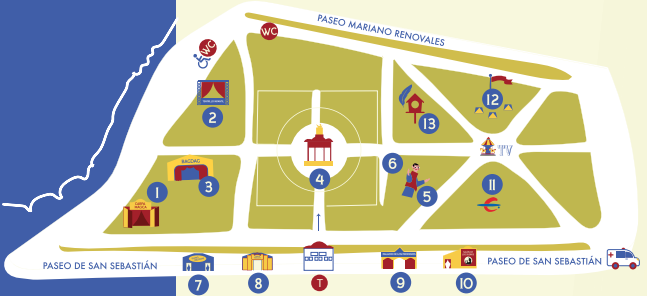 PASEO MARIANO RENOVALES
WC
WC
12
2
13
BAGDAG
6
TV
1
3
4
5
11
PASEO DE SAN SEBASTIÁN
7
8
T
9
10
PASEO DE SAN SEBASTIÁN